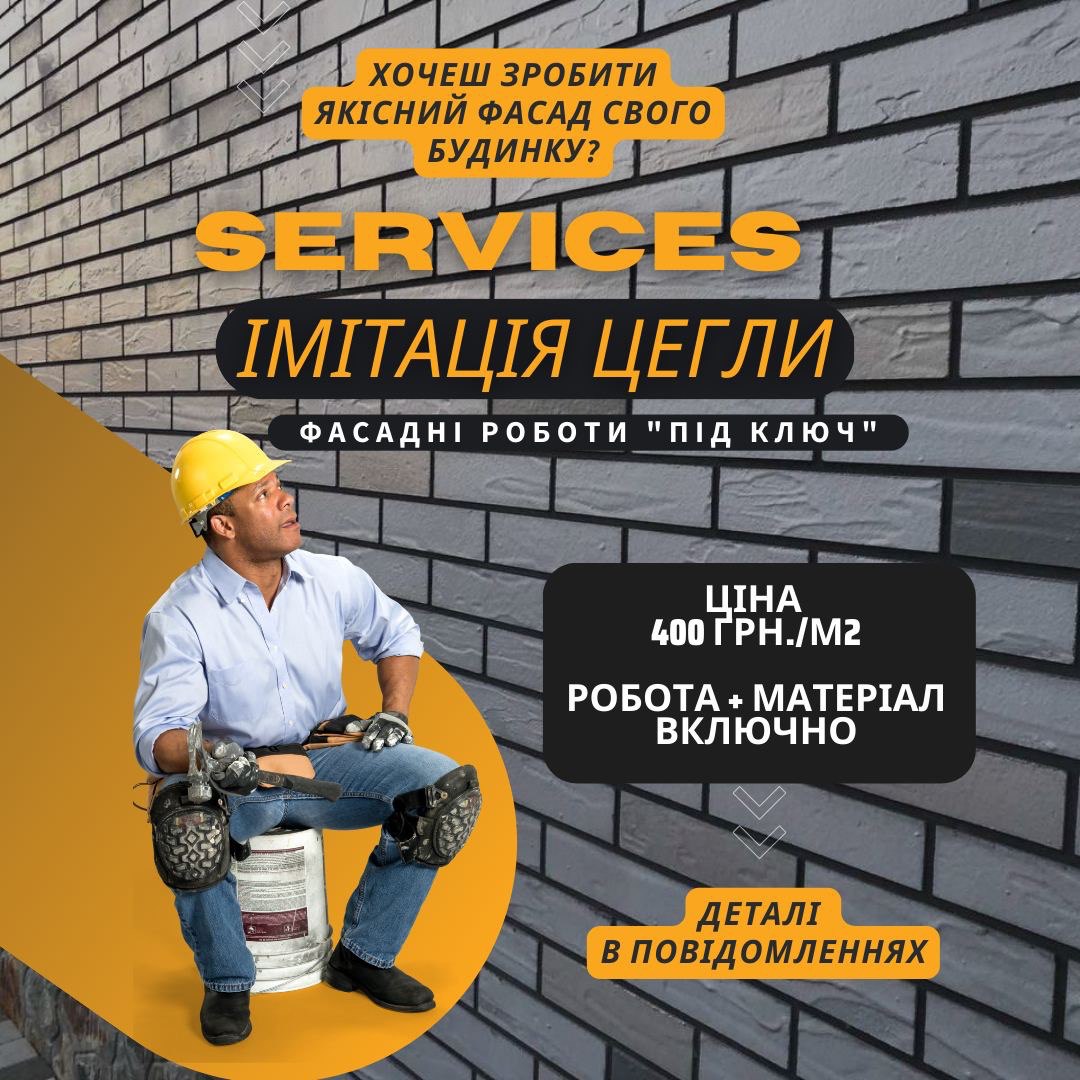 ХОЧЕШ ЗРОБИТИ
ЯКІСНИЙ ФАСАД СВОГО
БУДИНКУ?
SERVICES
ІМІТАЦІЯ ЦЕГЛИ
ФАСАДНІ РОБОТИ "ПІД КЛЮЧ"
ЦІНА
400 ГРН./М2
РОБОТА + МАТЕРІАЛ
ВКЛЮЧНО
ДЕТАЛІ
В ПОВІДОМЛЕННЯХ